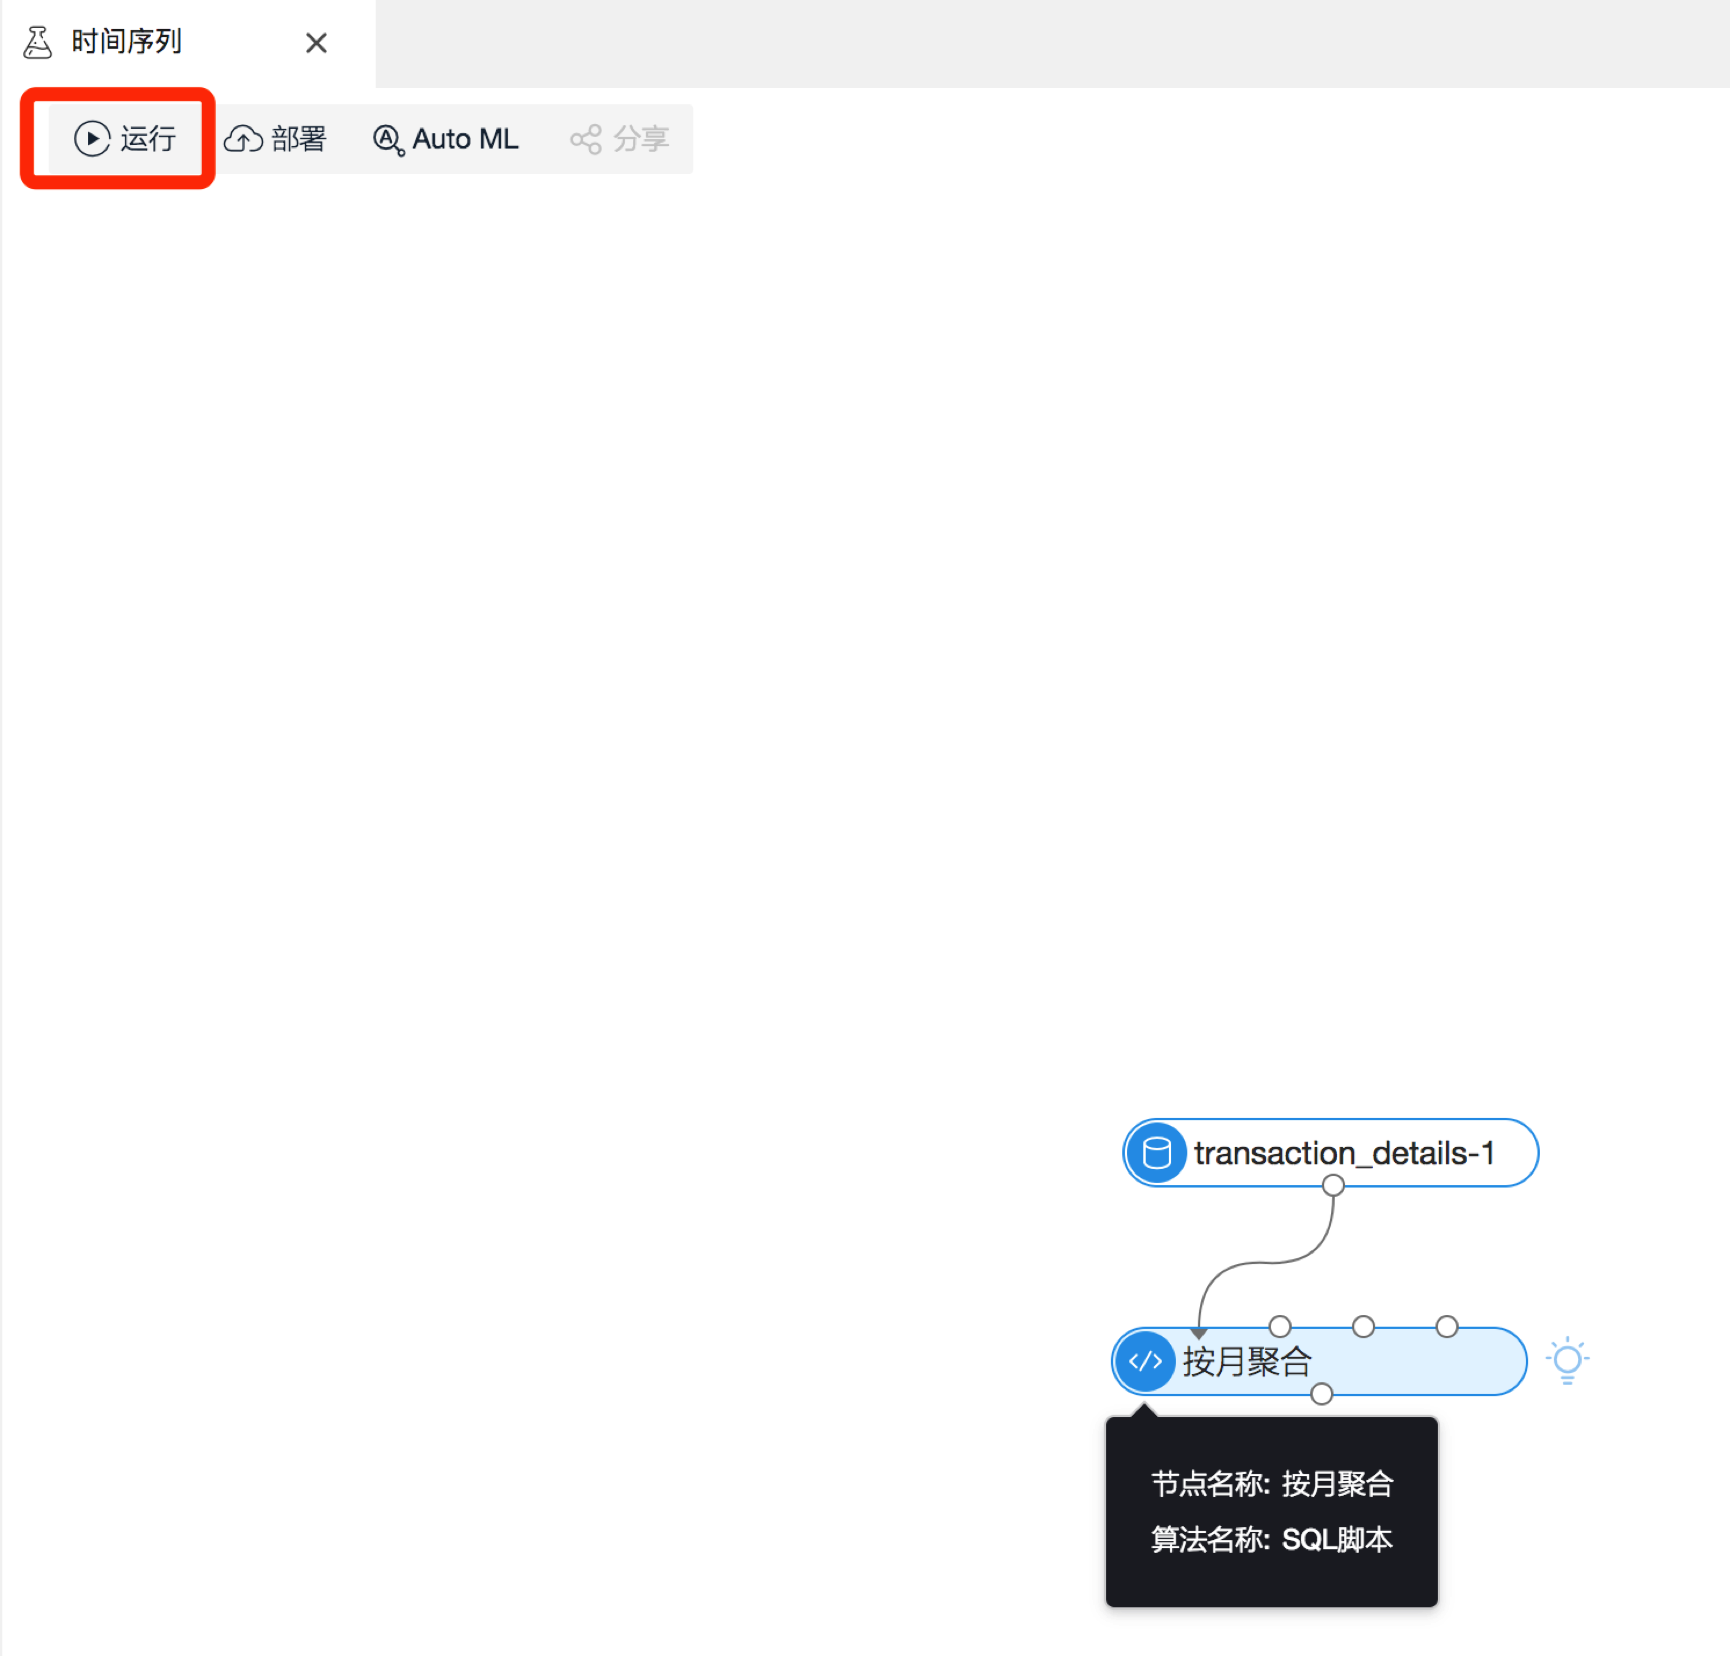 时间序列
运行 部署 Auto ML 分享
transaction_details-1
按月聚合
节点名称: 按月聚合
算法名称: SQL脚本